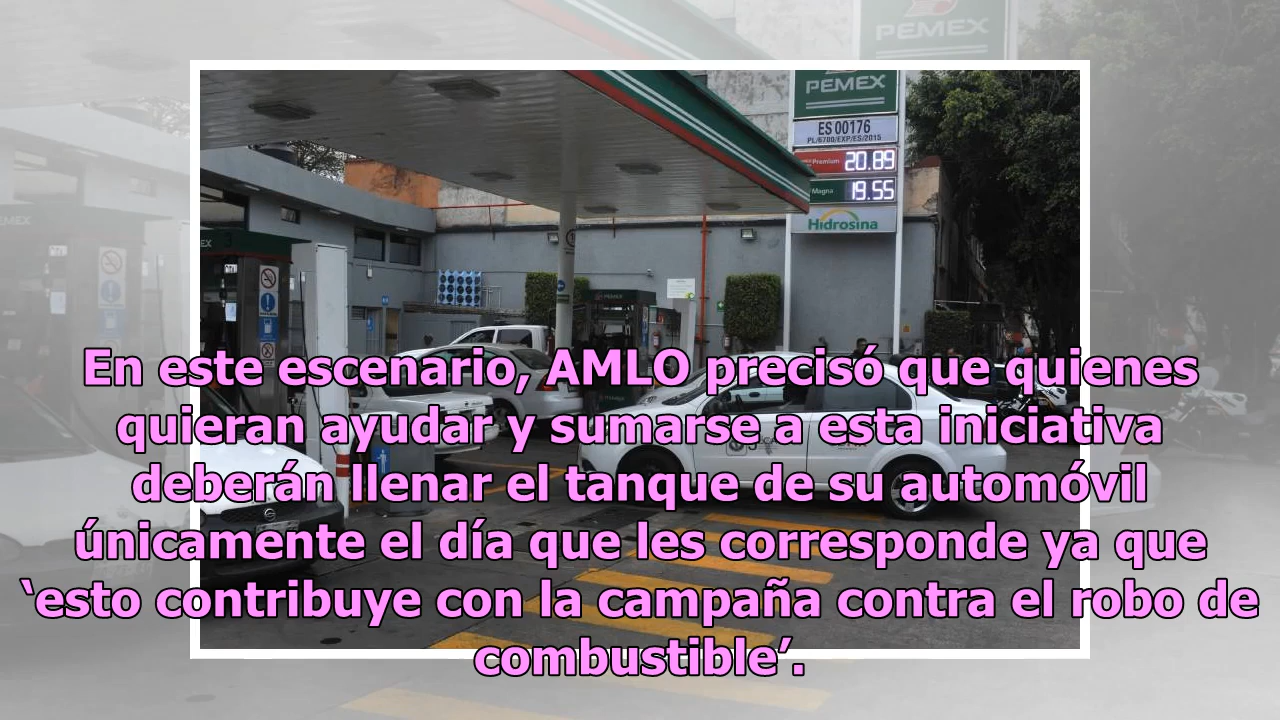 PEMEX
PEMEX
ES 00176
PL/6700/EXP/ES/2015
Premium 20.89
Magna 19.55
Hidrosina
PEMEX
En este escenario, AMLO precisó que quienes
quieran ayudar y sumarse a esta iniciativa
deberán llenar el tanque de su automóvil
únicamente el día que les corresponde ya que
‘esto contribuye con la campaña contra el robo de
combustible’.